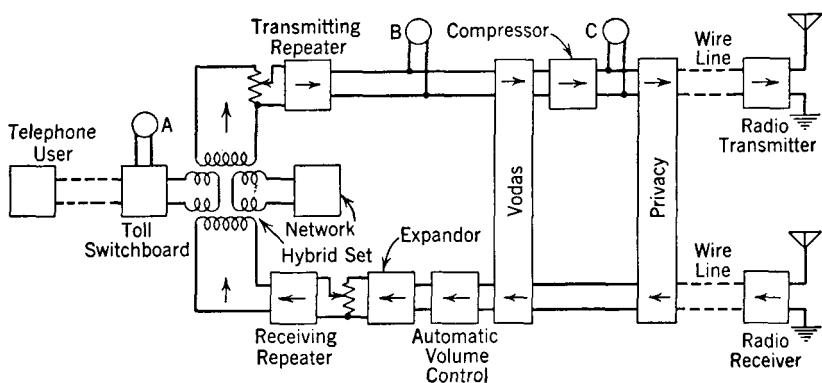 Transmitting
Repeater
B
Compressor
C
Wire
Line
A
Telephone
User
Radio
Transmitter
Toll
Switchboard
Network
Hybrid Set
Vodas
Privacy
Expandor
Wire
Line
Receiving
Repeater
Automatic
Volume
Control
Radio
Receiver